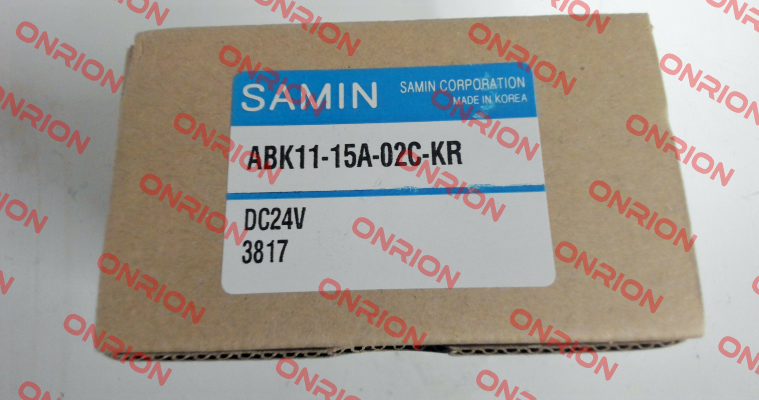 SAMIN
SAMIN CORPORATION
MADE IN KOREA
ABK11-15A-02C-KR
DC24V
3817
ONRION